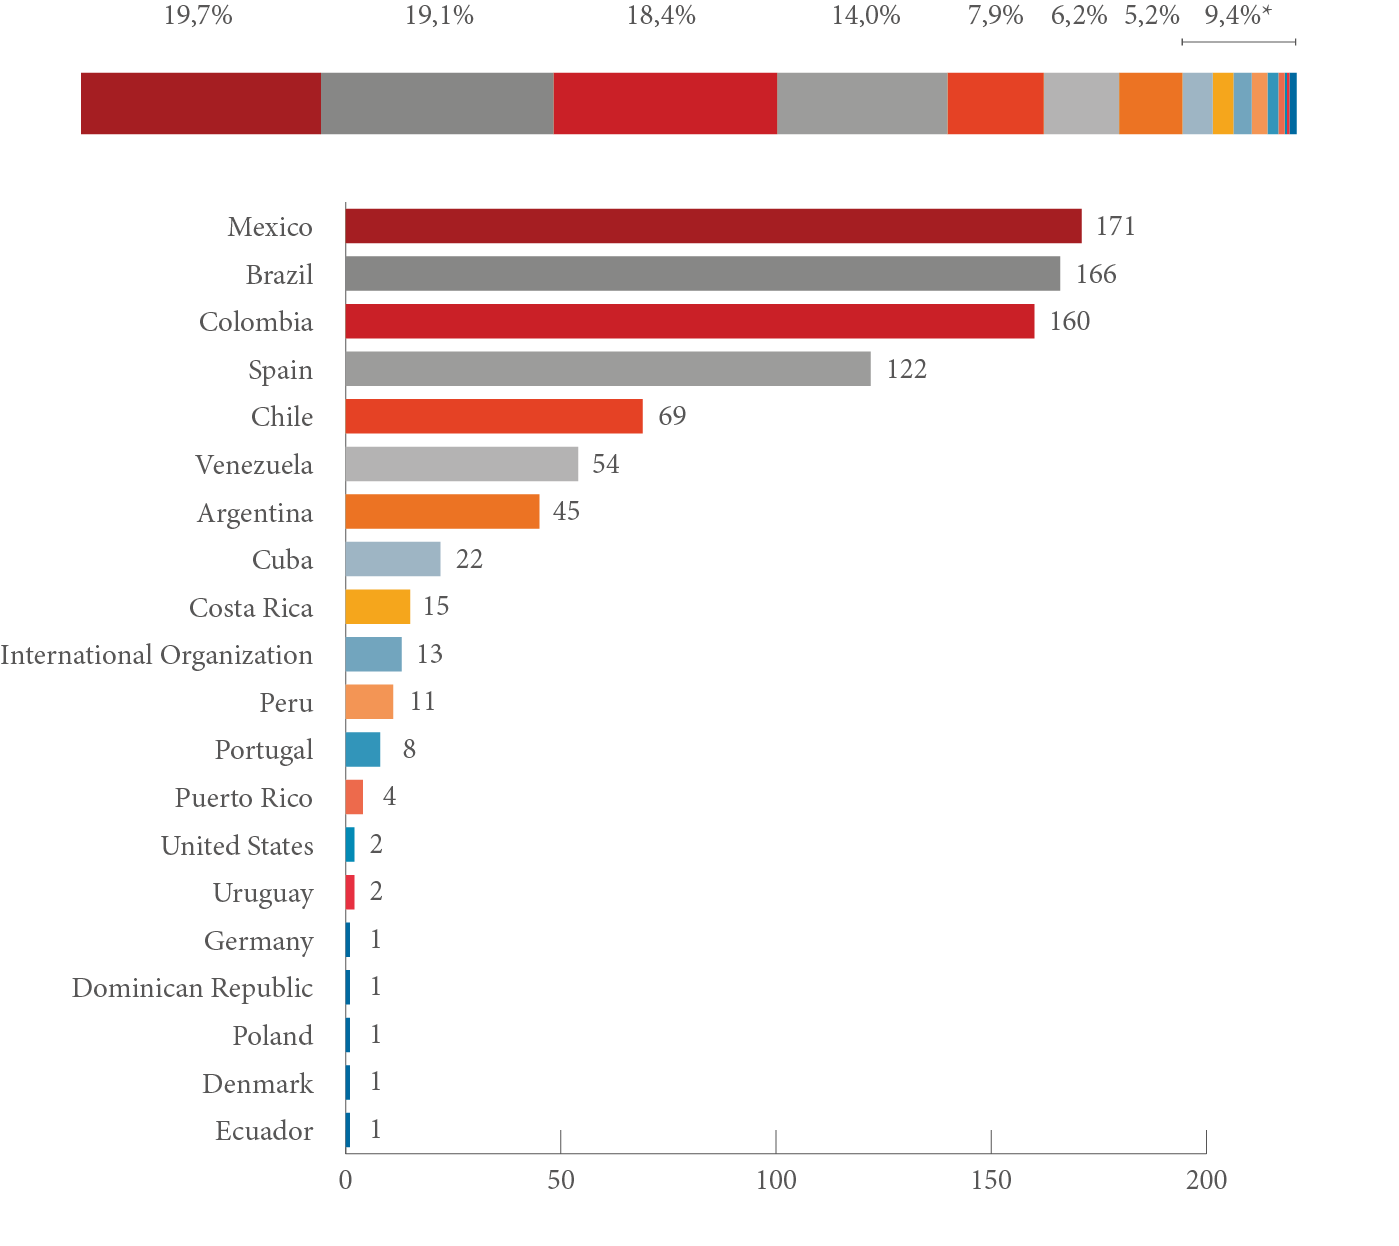 19,7% 19,1% 18,4% 14,0% 7,9% 6,2% 5,2% 9,4%*
Mexico 171
Brazil 166
Colombia 160
Spain 122
Chile 69
Venezuela 54
Argentina 45
Cuba 22
Costa Rica 15
International Organization 13
Peru 11
Portugal 8
Puerto Rico 4
United States 2
Uruguay 2
Germany 1
Dominican Republic 1
Poland 1
Denmark 1
Ecuador 1
0 50 100 150 200